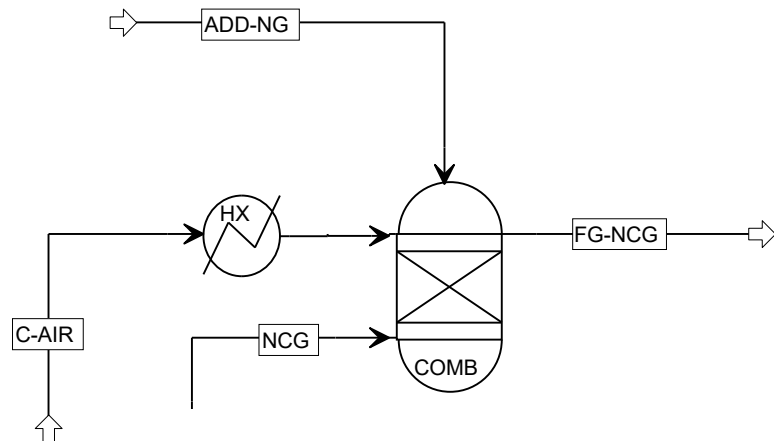 ADD-NG
HX
FG-NCG
C-AIR
NCG
COMB